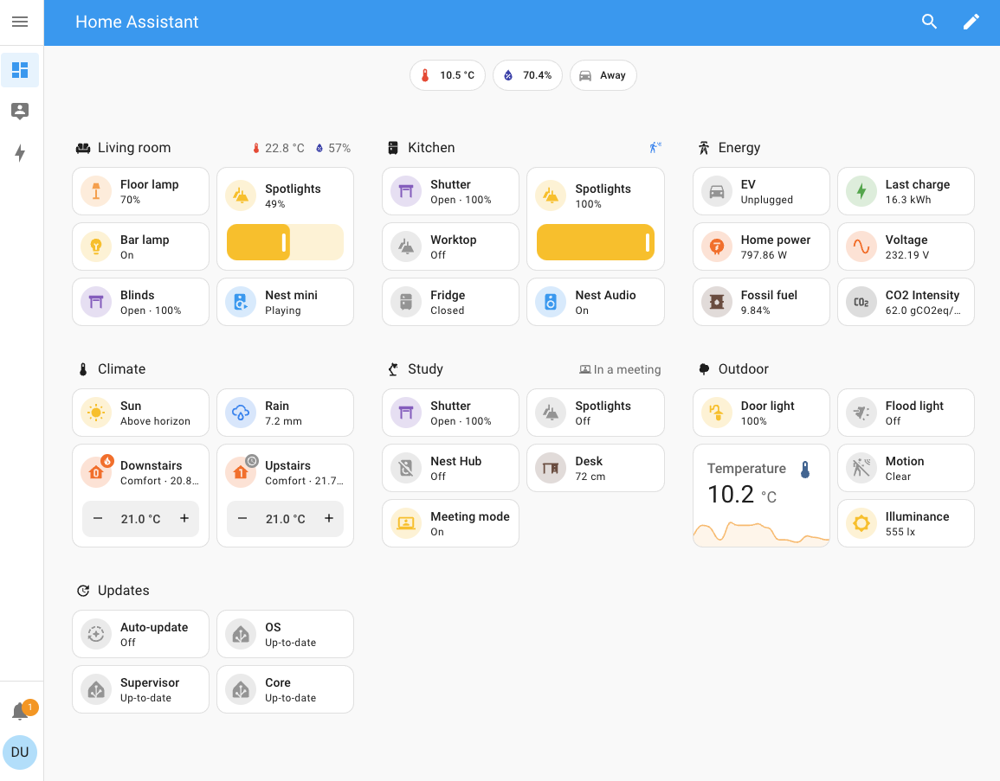 Home Assistant
10.5 °C
70.4%
Away
Living room
22.8 °C
57%
Floor lamp
70%
Spotlights
49%
Bar lamp
On
Blinds
Open · 100%
Nest mini
Playing
Kitchen
Shutter
Open · 100%
Spotlights
100%
Worktop
Off
Fridge
Closed
Nest Audio
On
Energy
EV
Unplugged
Last charge
16.3 kWh
Home power
797.86 W
Voltage
232.19 V
Fossil fuel
9.84%
CO2
CO2 Intensity
62.0 gCO2eq/...
Climate
Sun
Above horizon
Rain
7.2 mm
0
Downstairs
Comfort · 20.8...
− 21.0 °C +
1
Upstairs
Comfort · 21.7...
− 21.0 °C +
Study
In a meeting
Shutter
Open · 100%
Spotlights
Off
Nest Hub
Off
Desk
72 cm
Meeting mode
On
Outdoor
Door light
100%
Flood light
Off
Temperature
10.2 °C
Motion
Clear
Illuminance
555 lx
Updates
Auto-update
Off
OS
Up-to-date
Supervisor
Up-to-date
Core
Up-to-date
1
DU